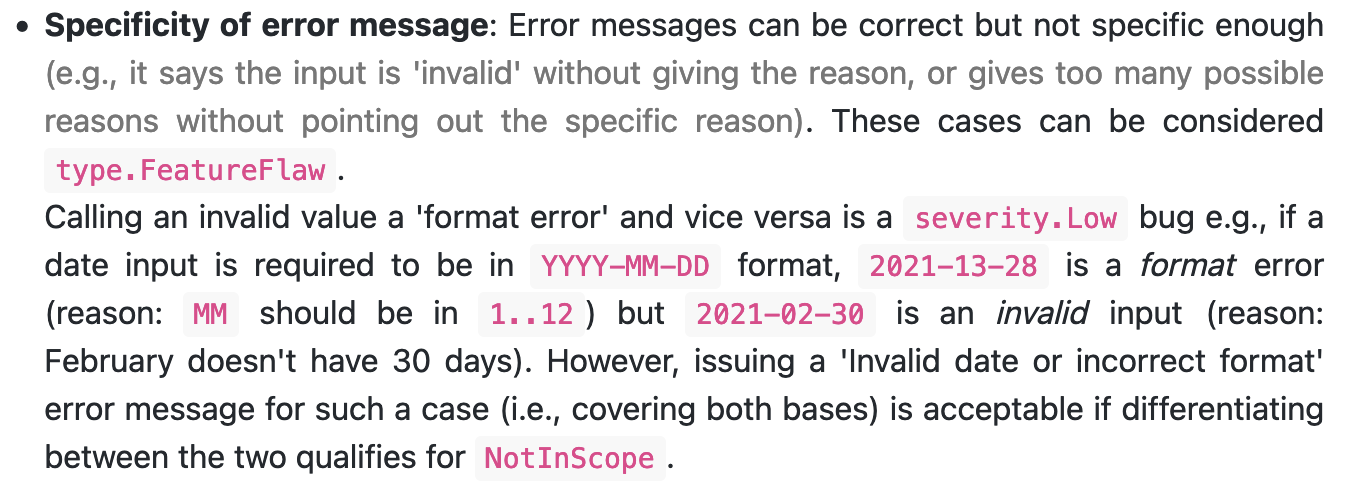 • Specificity of error message: Error messages can be correct but not specific enough
(e.g., it says the input is 'invalid' without giving the reason, or gives too many possible
reasons without pointing out the specific reason). These cases can be considered
type.FeatureFlaw.
Calling an invalid value a 'format error' and vice versa is a severity.Low bug e.g., if a
date input is required to be in YYYY-MM-DD format, 2021-13-28 is a format error
(reason: MM should be in 1..12) but 2021-02-30 is an invalid input (reason:
February doesn't have 30 days). However, issuing a 'Invalid date or incorrect format'
error message for such a case (i.e., covering both bases) is acceptable if differentiating
between the two qualifies for NotInScope.